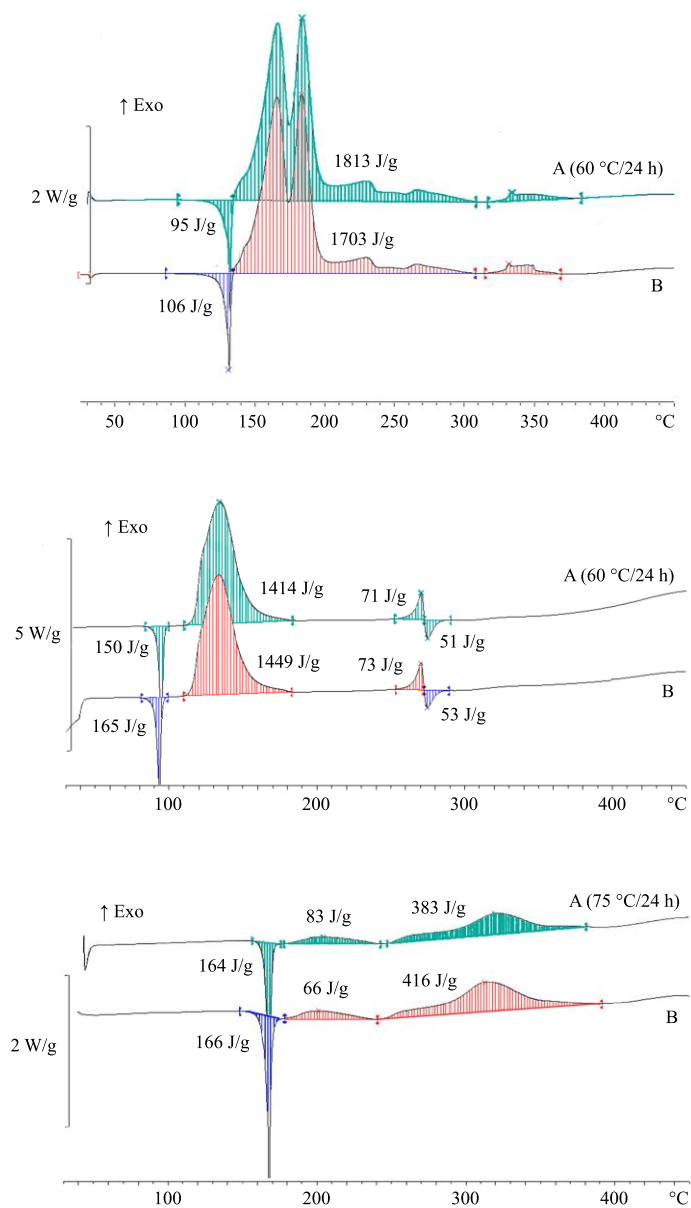 ↑ Exo
1813 J/g
A (60 °C/24 h)
2 W/g
95 J/g
1703 J/g
B
106 J/g
50 100 150 200 250 300 350 400 °C
↑ Exo
1414 J/g
71 J/g
A (60 °C/24 h)
5 W/g
150 J/g
51 J/g
1449 J/g
73 J/g
B
165 J/g
53 J/g
100 200 300 400 °C
↑ Exo
83 J/g
383 J/g
A (75 °C/24 h)
164 J/g
66 J/g
416 J/g
B
2 W/g
166 J/g
100 200 300 400 °C